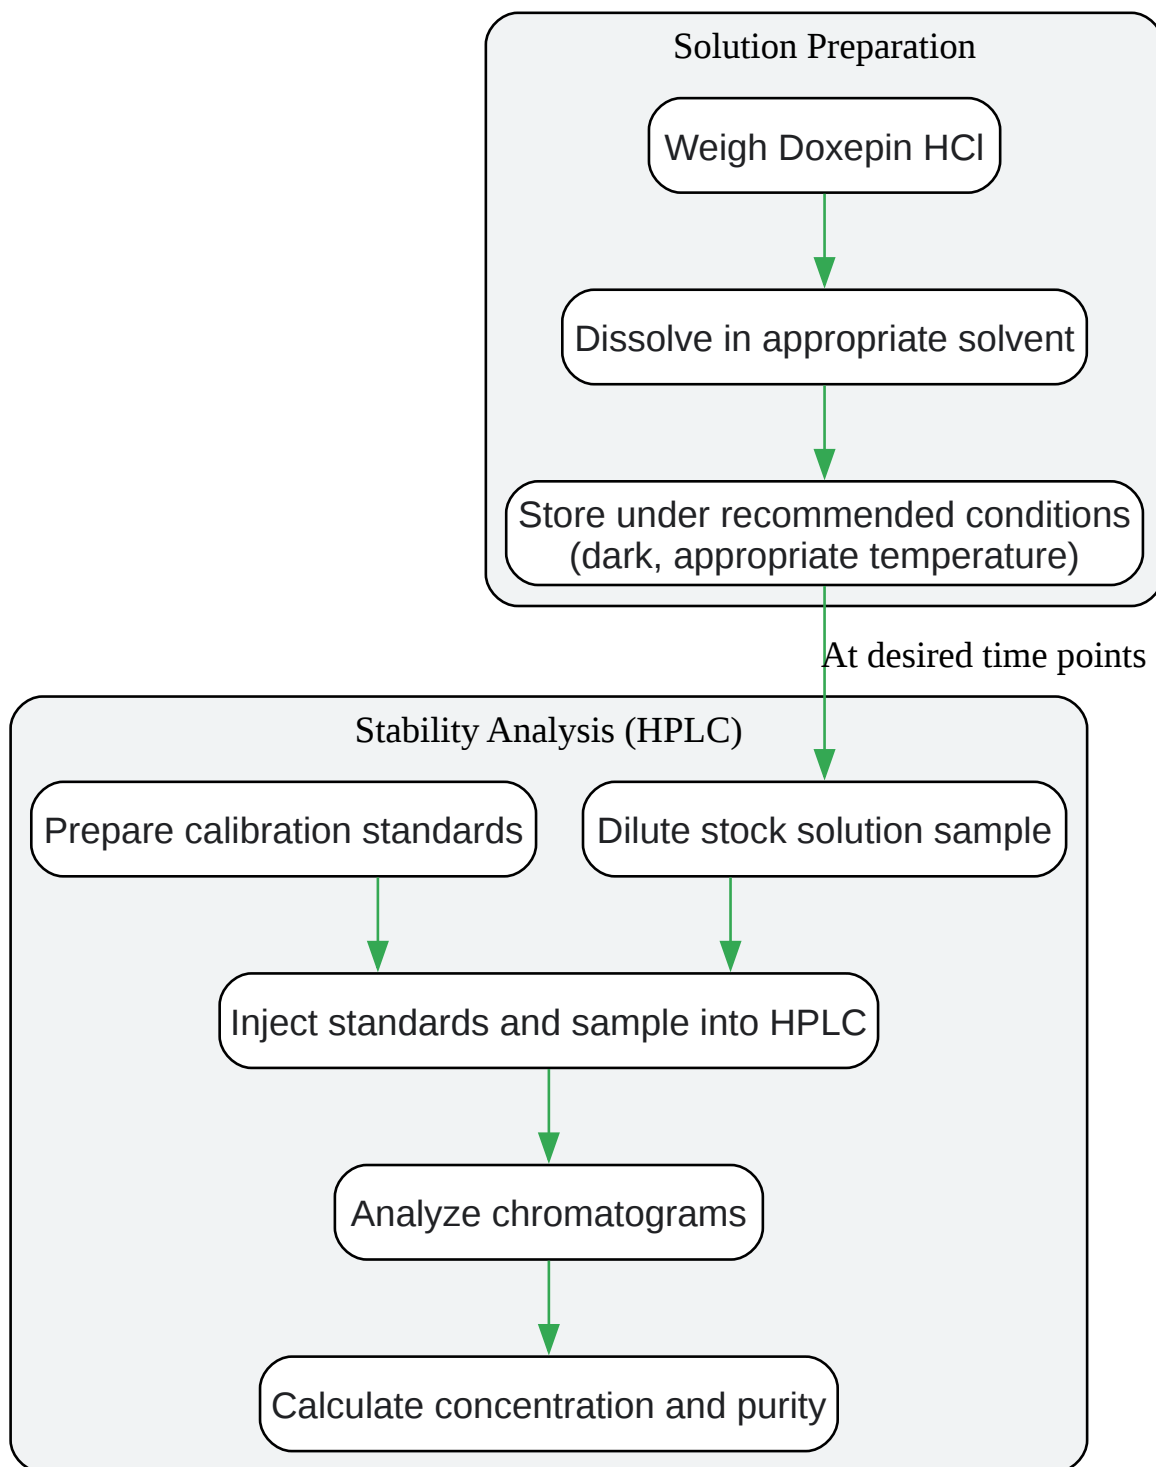 Solution Preparation
Weigh Doxepin HCl
Dissolve in appropriate solvent
Store under recommended conditions
(dark, appropriate temperature)
At desired time points
Stability Analysis (HPLC)
Prepare calibration standards
Dilute stock solution sample
Inject standards and sample into HPLC
Analyze chromatograms
Calculate concentration and purity